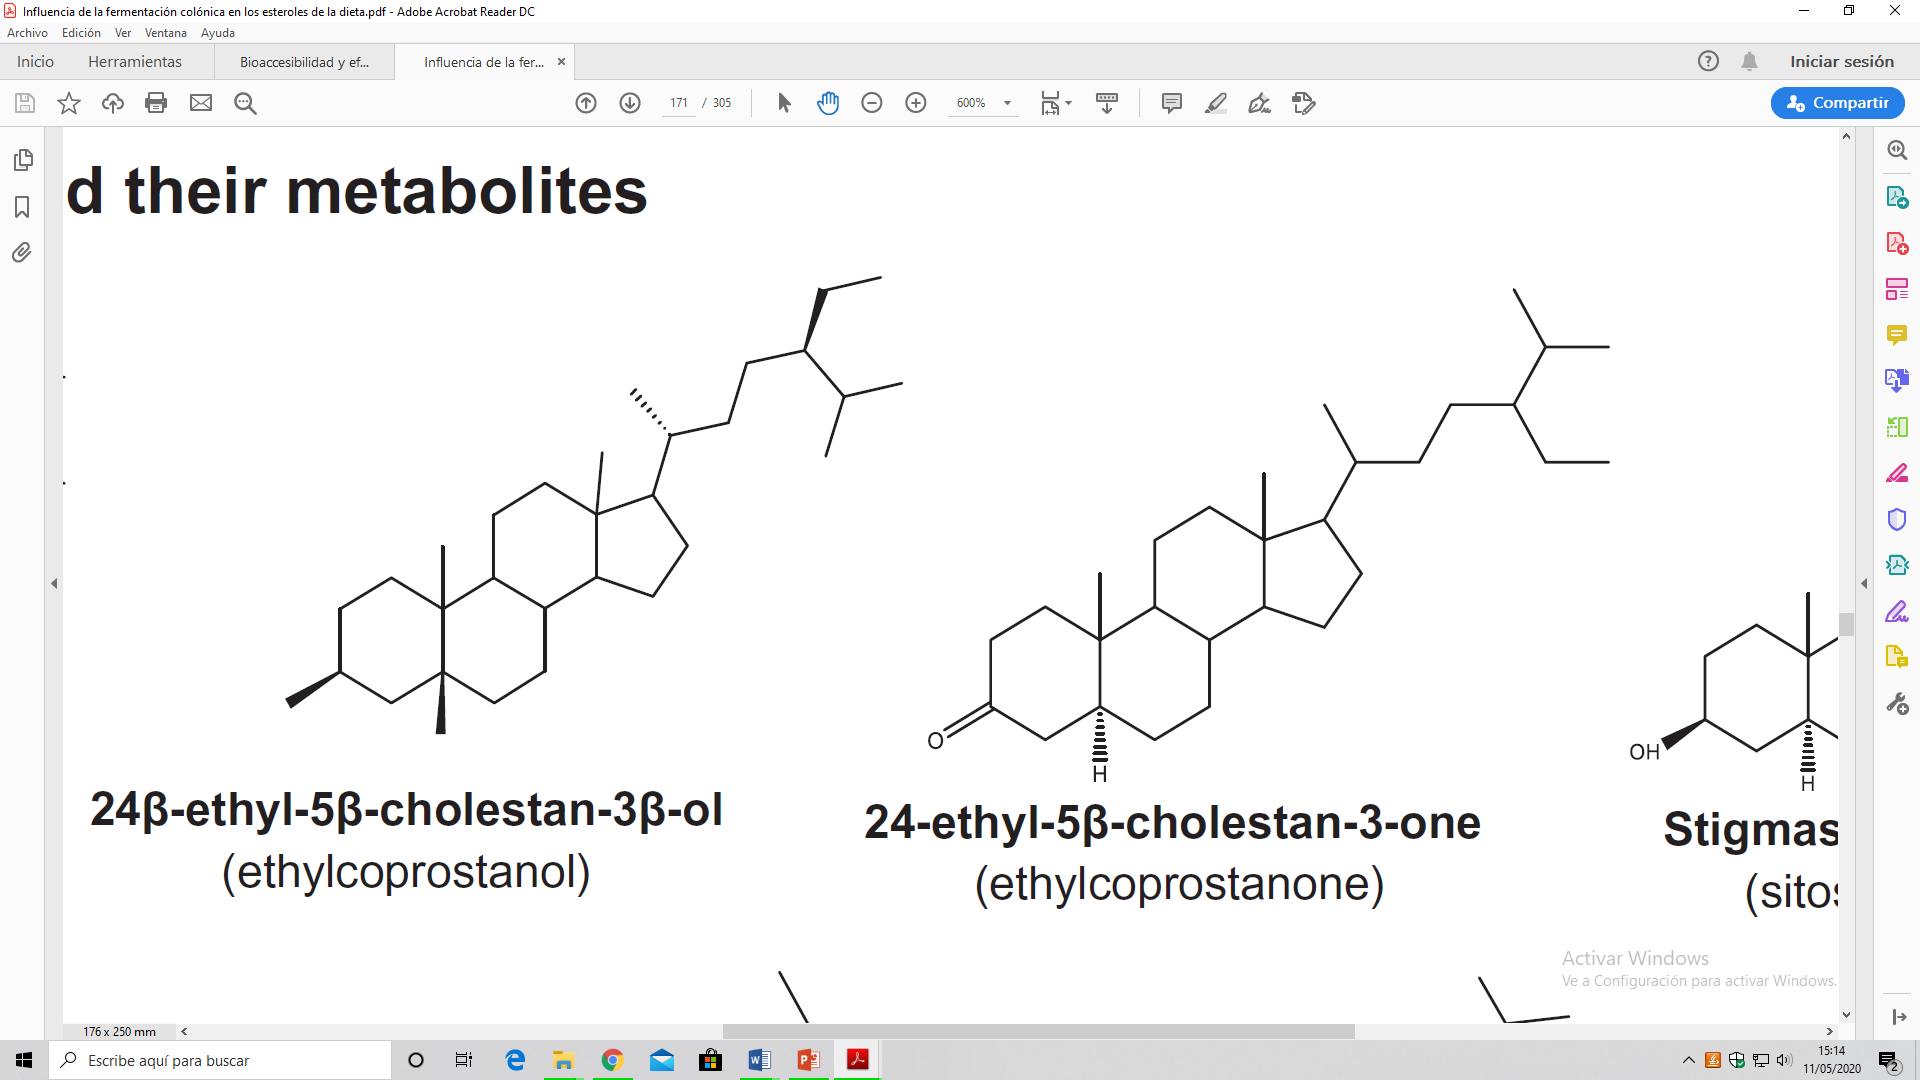 Influencia de la fermentación colónica en los esteroles de la dieta.pdf - Adobe Acrobat Reader DC
Archivo Edición Ver Ventana Ayuda
Inicio Herramientas Bioaccesibilidad y ef... Influencia de la fer... Iniciar sesión
171 / 305 600% Compartir
d their metabolites
O
H
OH
H
24β-ethyl-5β-cholestan-3β-ol
(ethylcoprostanol)
24-ethyl-5β-cholestan-3-one
(ethylcoprostanone)
Stigmas
(sitos
Activar Windows
Ve a Configuración para activar Windows.
176 x 250 mm
Escribe aquí para buscar
15:14
11/05/2020
2